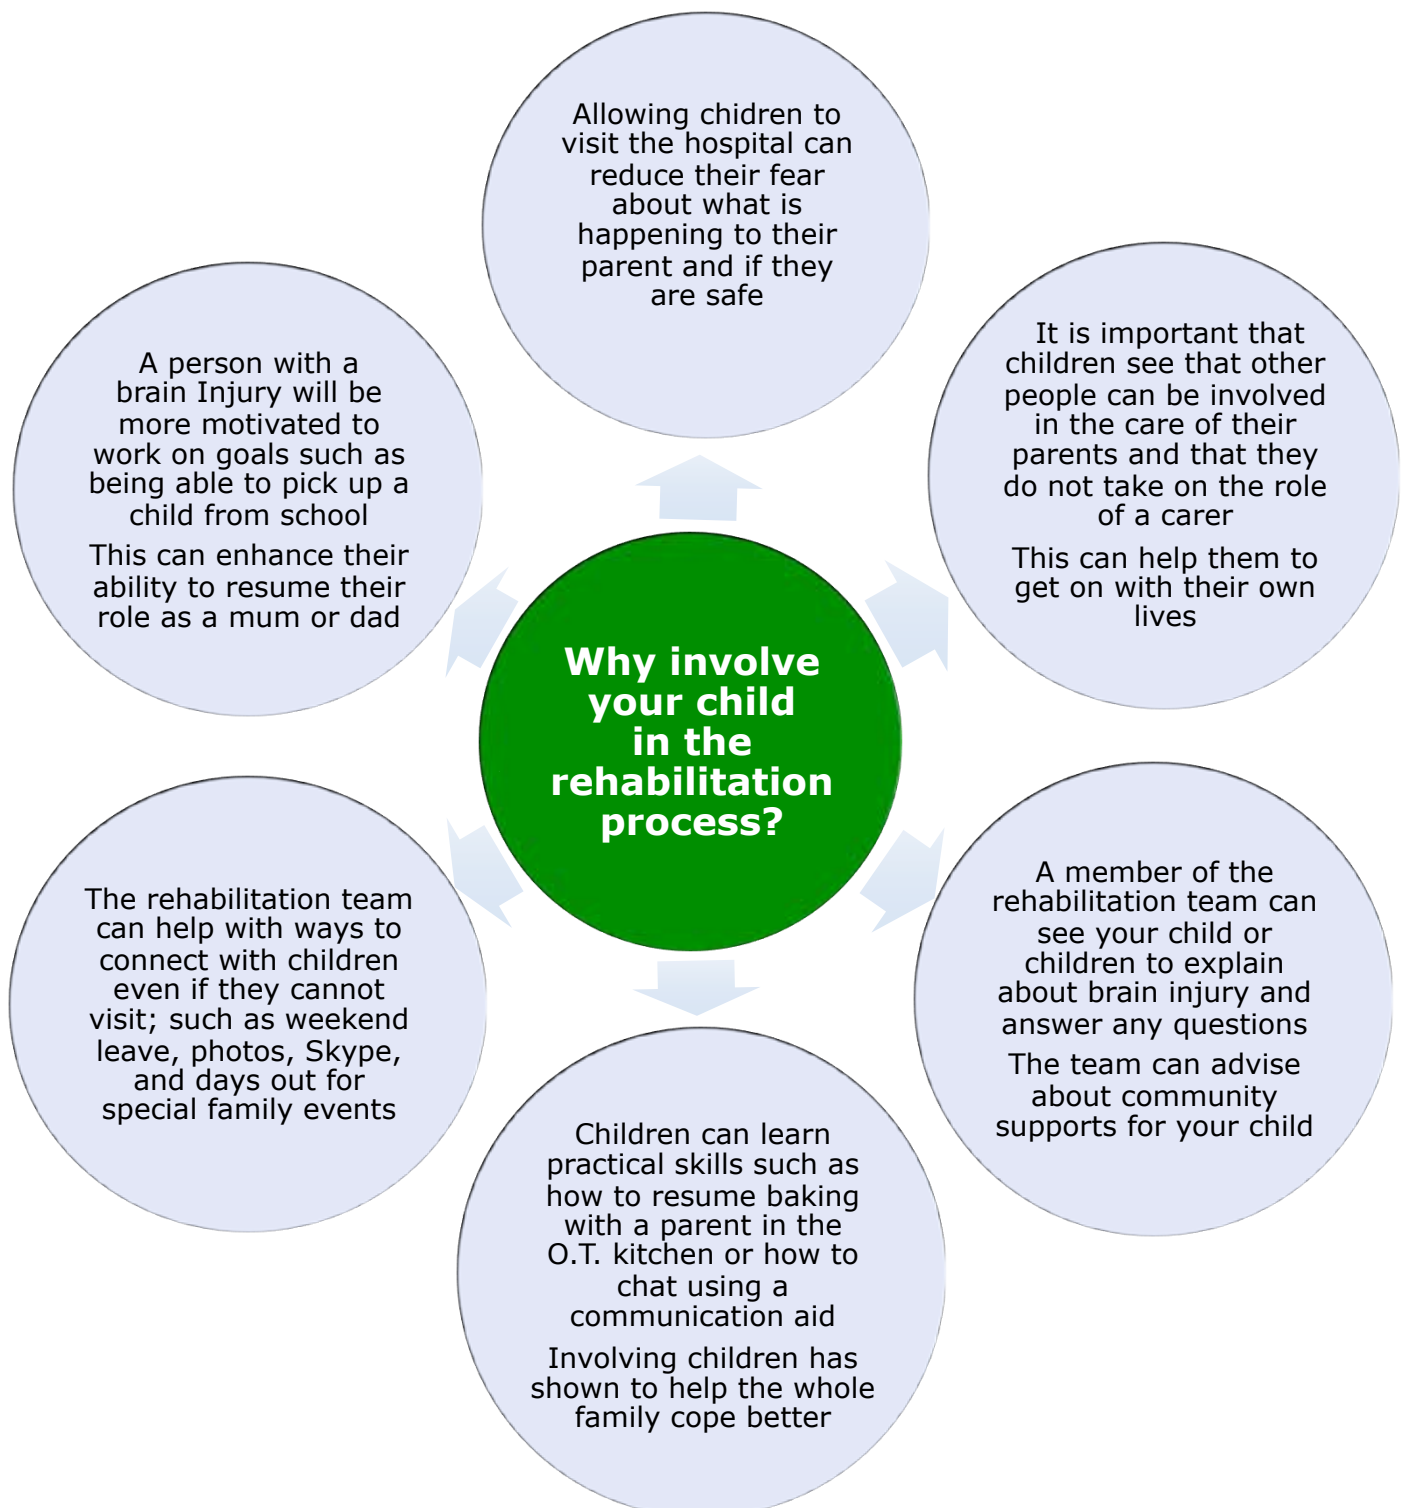 Allowing chidren to
visit the hospital can
reduce their fear
about what is
happening to their
parent and if they
are safe
It is important that
children see that other
people can be involved
in the care of their
parents and that they
do not take on the role
of a carer
This can help them to
get on with their own
lives
A person with a
brain Injury will be
more motivated to
work on goals such as
being able to pick up a
child from school
This can enhance their
ability to resume their
role as a mum or dad
Why involve
your child
in the
rehabilitation
process?
A member of the
rehabilitation team can
see your child or
children to explain
about brain injury and
answer any questions
The team can advise
about community
supports for your child
The rehabilitation team
can help with ways to
connect with children
even if they cannot
visit; such as weekend
leave, photos, Skype,
and days out for
special family events
Children can learn
practical skills such as
how to resume baking
with a parent in the
O.T. kitchen or how to
chat using a
communication aid
Involving children has
shown to help the whole
family cope better